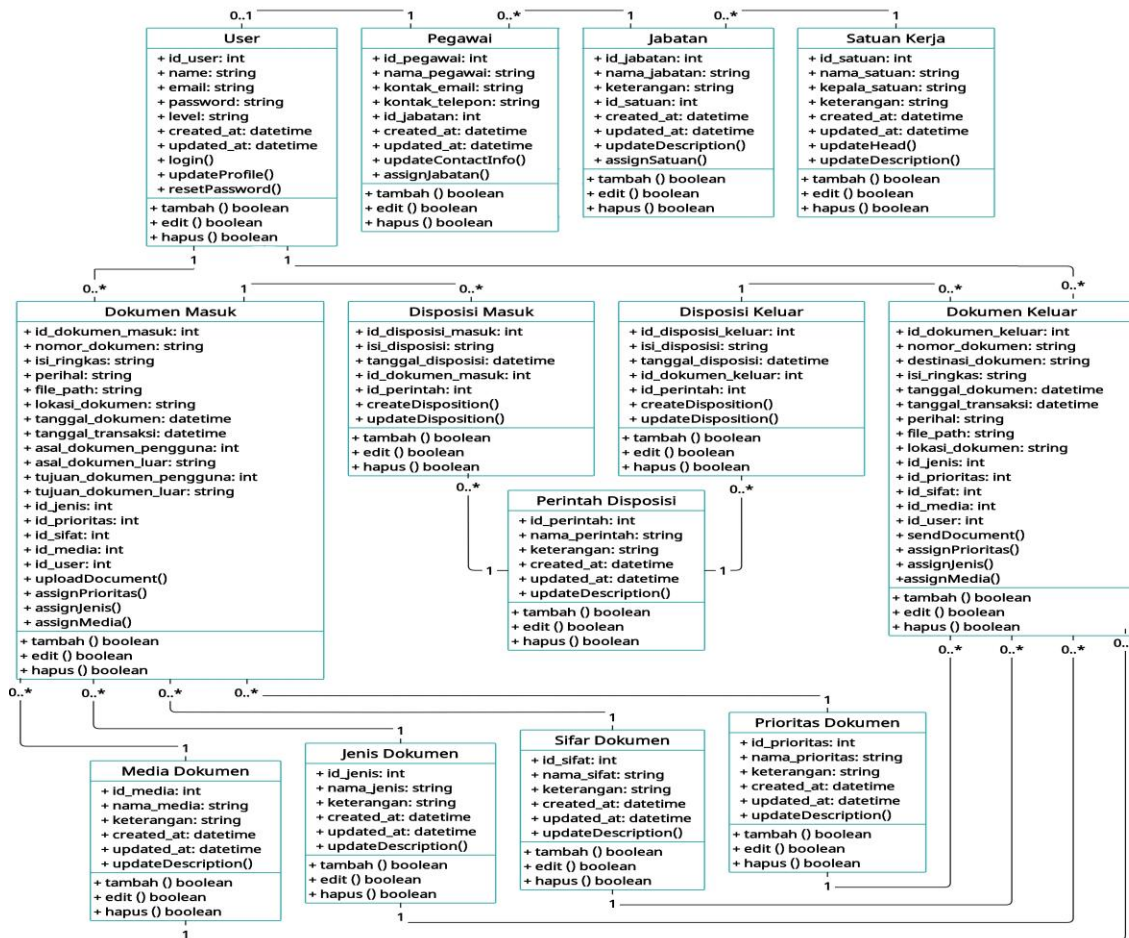 0..1
1
0..*
1
0..*
1
User
+ id_user: int
+ name: string
+ email: string
+ password: string
+ level: string
+ created_at: datetime
+ updated_at: datetime
+ login()
+ updateProfile()
+ resetPassword()
+ tambah () boolean
+ edit () boolean
+ hapus () boolean
Pegawai
+ id_pegawai: int
+ nama_pegawai: string
+ kontak_email: string
+ kontak_telepon: string
+ id_jabatan: int
+ created_at: datetime
+ updated_at: datetime
+ updateContactInfo()
+ assignJabatan()
+ tambah () boolean
+ edit () boolean
+ hapus () boolean
Jabatan
+ id_jabatan: int
+ nama_jabatan: string
+ keterangan: string
+ id_satuan: int
+ created_at: datetime
+ updated_at: datetime
+ updateDescription()
+ assignSatuan()
+ tambah () boolean
+ edit () boolean
+ hapus () boolean
Satuan Kerja
+ id_satuan: int
+ nama_satuan: string
+ kepala_satuan: string
+ keterangan: string
+ created_at: datetime
+ updated_at: datetime
+ updateHead()
+ updateDescription()
+ tambah () boolean
+ edit () boolean
+ hapus () boolean
1
1
0..*
1
0..*
1
0..*
0..*
Dokumen Masuk
+ id_dokumen_masuk: int
+ nomor_dokumen: string
+ isi_ringkas: string
+ perihal: string
+ file_path: string
+ lokasi_dokumen: string
+ tanggal_dokumen: datetime
+ tanggal_transaksi: datetime
+ asal_dokumen_pengguna: int
+ asal_dokumen_luar: string
+ tujuan_dokumen_pengguna: int
+ tujuan_dokumen_luar: string
+ id_jenis: int
+ id_prioritas: int
+ id_sifat: int
+ id_media: int
+ id_user: int
+ uploadDocument()
+ assignPrioritas()
+ assignJenis()
+ assignMedia()
+ tambah () boolean
+ edit () boolean
+ hapus () boolean
Disposisi Masuk
+ id_disposisi_masuk: int
+ isi_disposisi: string
+ tanggal_disposisi: datetime
+ id_dokumen_masuk: int
+ id_perintah: int
+ createDisposition()
+ updateDisposition()
+ tambah () boolean
+ edit () boolean
+ hapus () boolean
Disposisi Keluar
+ id_disposisi_keluar: int
+ isi_disposisi: string
+ tanggal_disposisi: datetime
+ id_dokumen_keluar: int
+ id_perintah: int
+ createDisposition()
+ updateDisposition()
+ tambah () boolean
+ edit () boolean
+ hapus () boolean
Dokumen Keluar
+ id_dokumen_keluar: int
+ nomor_dokumen: string
+ destinasi_dokumen: string
+ isi_ringkas: string
+ tanggal_dokumen: datetime
+ tanggal_transaksi: datetime
+ perihal: string
+ file_path: string
+ lokasi_dokumen: string
+ id_jenis: int
+ id_prioritas: int
+ id_sifat: int
+ id_media: int
+ id_user: int
+ sendDocument()
+ assignPrioritas()
+ assignJenis()
+assignMedia()
+ tambah () boolean
+ edit () boolean
+ hapus () boolean
0..*
0..*
Perintah Disposisi
+ id_perintah: int
+ nama_perintah: string
+ keterangan: string
+ created_at: datetime
+ updated_at: datetime
+ updateDescription()
+ tambah () boolean
+ edit () boolean
+ hapus () boolean
1
1
0..*
0..*
0..*
0..*
0..*
0..*
0..*
1
1
1
1
Media Dokumen
+ id_media: int
+ nama_media: string
+ keterangan: string
+ created_at: datetime
+ updated_at: datetime
+ updateDescription()
+ tambah () boolean
+ edit () boolean
+ hapus () boolean
Jenis Dokumen
+ id_jenis: int
+ nama_jenis: string
+ keterangan: string
+ created_at: datetime
+ updated_at: datetime
+ updateDescription()
+ tambah () boolean
+ edit () boolean
+ hapus () boolean
Sifar Dokumen
+ id_sifat: int
+ nama_sifat: string
+ keterangan: string
+ created_at: datetime
+ updated_at: datetime
+ updateDescription()
+ tambah () boolean
+ edit () boolean
+ hapus () boolean
Prioritas Dokumen
+ id_prioritas: int
+ nama_prioritas: string
+ keterangan: string
+ created_at: datetime
+ updated_at: datetime
+ updateDescription()
+ tambah () boolean
+ edit () boolean
+ hapus () boolean
1
1
1
1